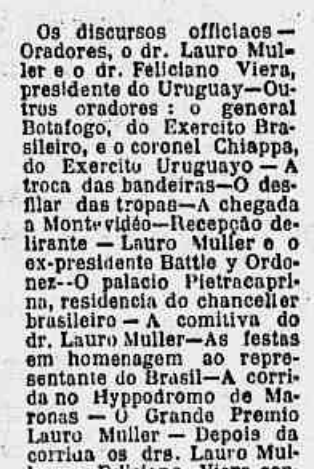 Os discursos officiaes —
Oradores, o dr. Lauro Mul-
ler e o dr. Feliciano Viera,
presidente do Uruguay—Ou-
tros oradores : o general
Botafogo, do Exercito Bra-
sileiro, e o coronel Chiappa,
do Exercito Uruguayo — A
troca das bandeiras—O des-
filar das tropas—A chegada
a Montevidéo—Recepção de-
lirante — Lauro Muller e o
ex-presidente Battle y Ordo-
nez--O palacio Pietracapri-
na, residencia do chanceller
brasileiro — A comitiva do
dr. Lauro Muller—As festas
em homenagem ao repre-
sentante do Brasil—A corri-
da no Hyppodromo de Ma-
ronas — O Grande Premio
Lauro Muller — Depois da
corrida os drs. Lauro Mul-
Feliciano Viera